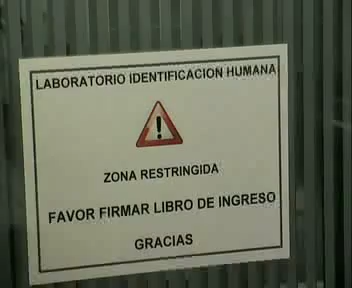 LABORATORIO IDENTIFICACION HUMANA
ZONA RESTRINGIDA
FAVOR FIRMAR LIBRO DE INGRESO
GRACIAS